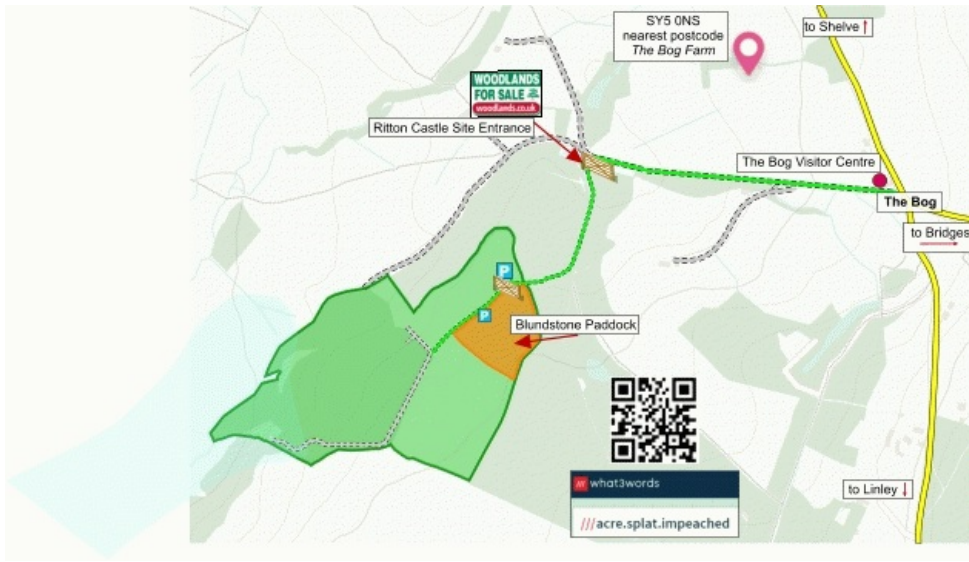 to Shelve
SY5 0NS
nearest postcode
The Bog Farm
WOODLANDS
FOR SALE
woodlands.co.uk
Ritton Castle Site Entrance
The Bog Visitor Centre
The Bog
to Bridges
P
P
Blundstone Paddock
what3words
///acre.splat.impeached
to Linley